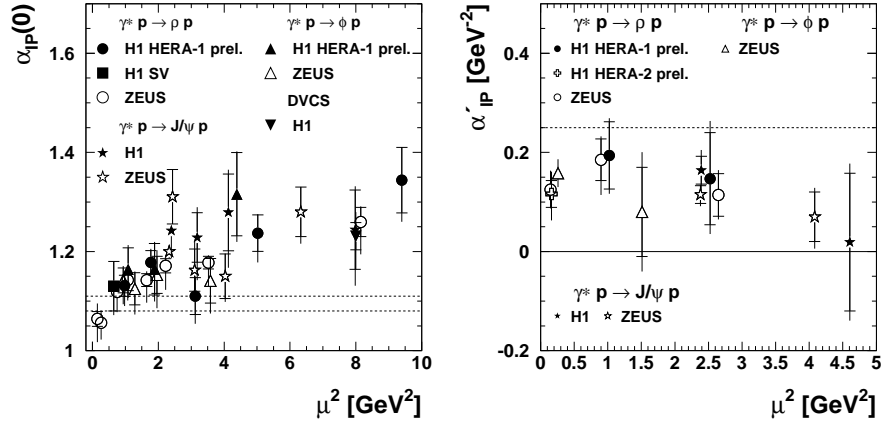 α_IP(0)
γ* p → ρ p
H1 HERA-1 prel.
H1 SV
ZEUS
γ* p → J/ψ p
H1
ZEUS
γ* p → ϕ p
H1 HERA-1 prel.
ZEUS
DVCS
H1
1.6
1.4
1.2
1
0 2 4 6 8 10
μ² [GeV²]
α′_IP [GeV⁻²]
γ* p → ρ p
H1 HERA-1 prel.
H1 HERA-2 prel.
ZEUS
γ* p → ϕ p
ZEUS
0.4
0.2
0
-0.2
γ* p → J/ψ p
H1 ZEUS
0 0.5 1 1.5 2 2.5 3 3.5 4 4.5 5
μ² [GeV²]